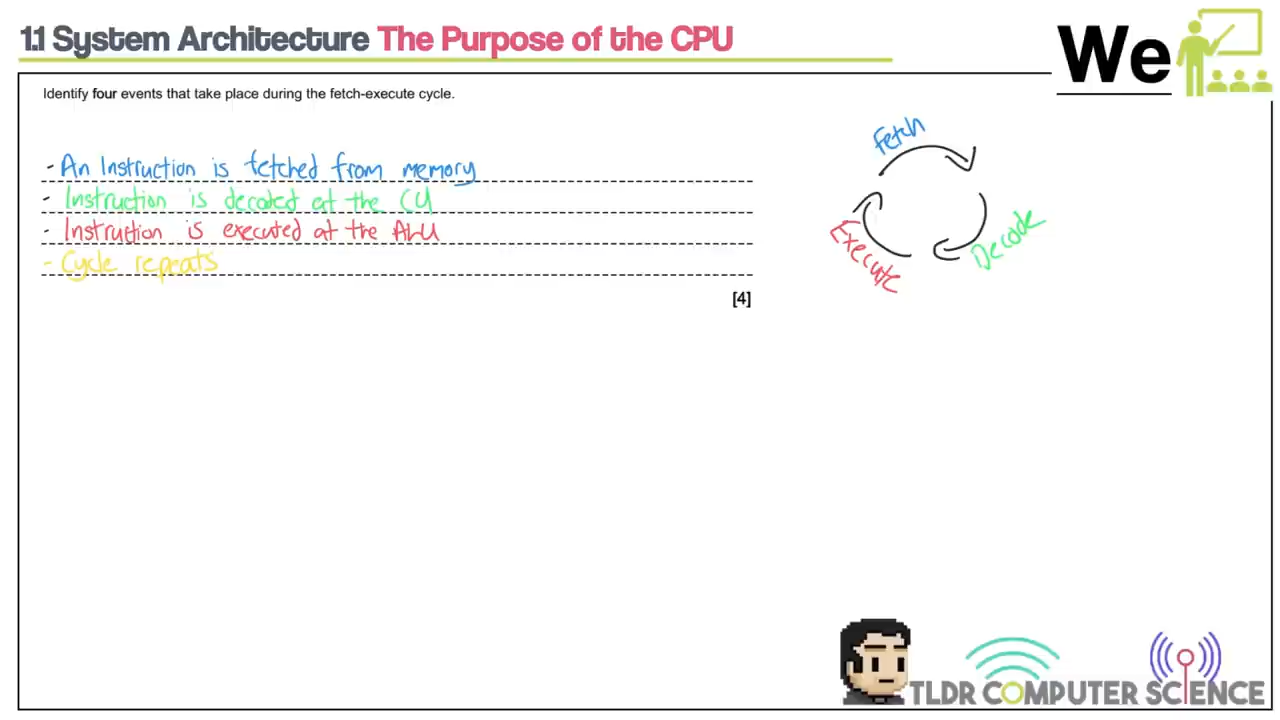 1.1 System Architecture The Purpose of the CPU
We
Identify four events that take place during the fetch-execute cycle.
- An Instruction is fetched from memory
- Instruction is decoded at the CU
- Instruction is executed at the ALU
- Cycle repeats
[4]
Fetch
Decode
Execute
TLDR COMPUTER SCIENCE